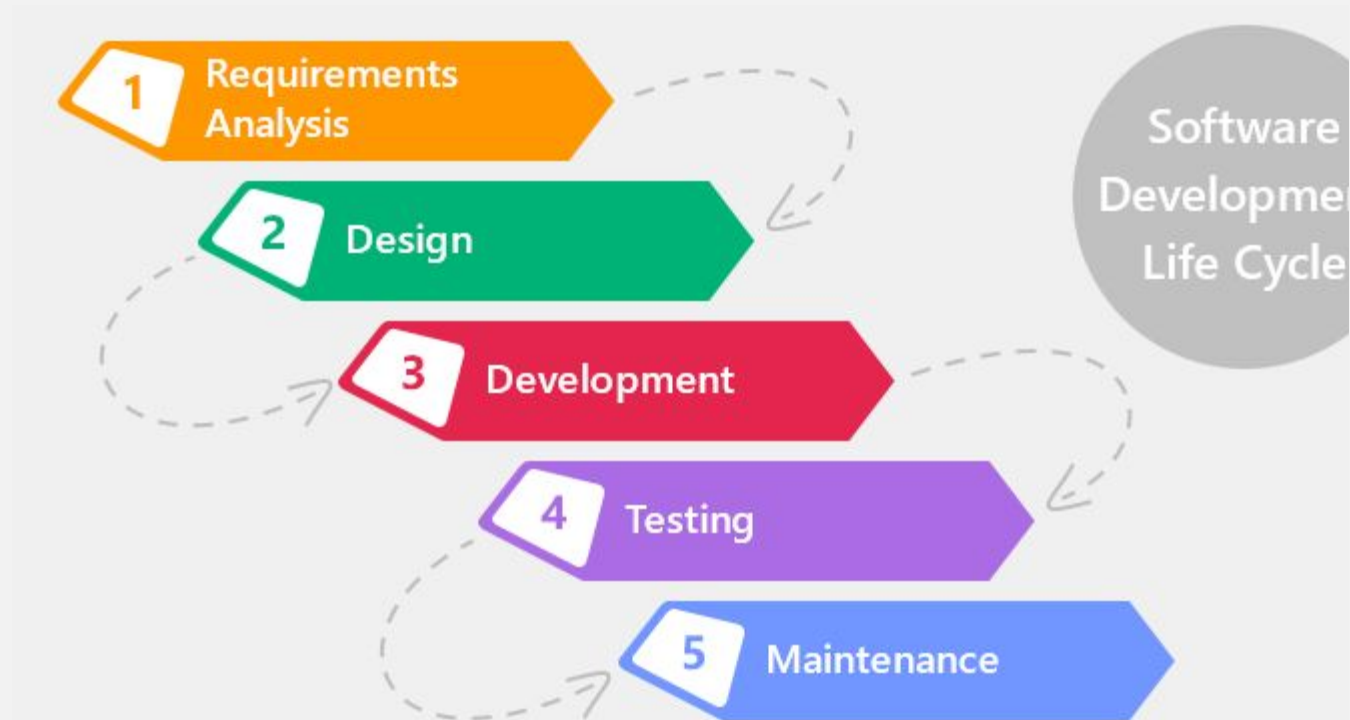 1
Requirements
Analysis
2
Design
3
Development
4
Testing
5
Maintenance
Software
Developme
Life Cycle